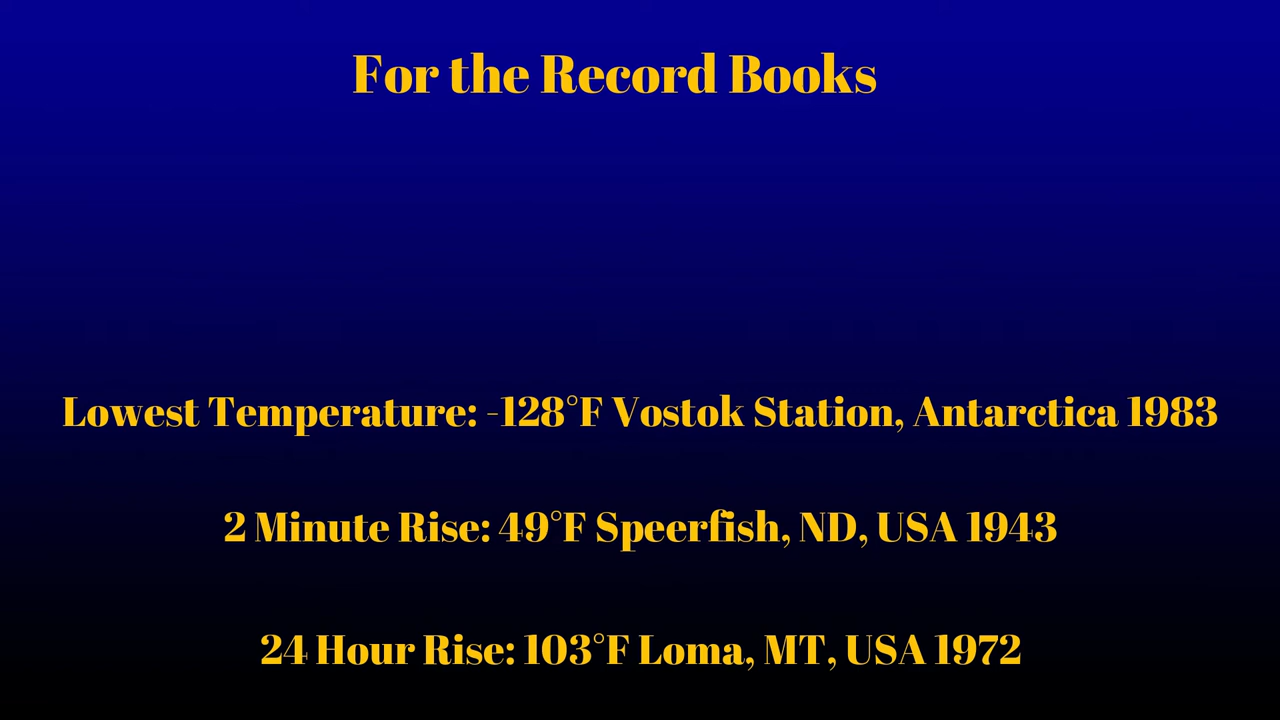 For the Record Books
Lowest Temperature: -128°F Vostok Station, Antarctica 1983
2 Minute Rise: 49°F Speerfish, ND, USA 1943
24 Hour Rise: 103°F Loma, MT, USA 1972